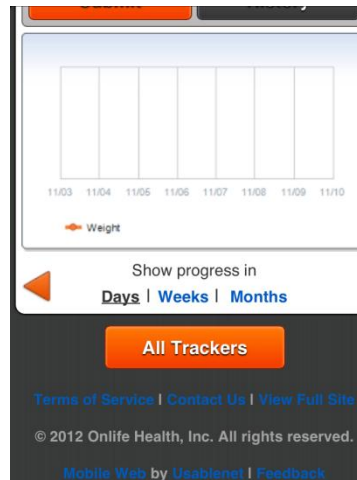 Submit
History
11/03 11/04 11/05 11/06 11/07 11/08 11/09 11/10
Weight
Show progress in
Days | Weeks | Months
All Trackers
Terms of Service | Contact Us | View Full Site
© 2012 Onlife Health, Inc. All rights reserved.
Mobile Web by Usablenet | Feedback